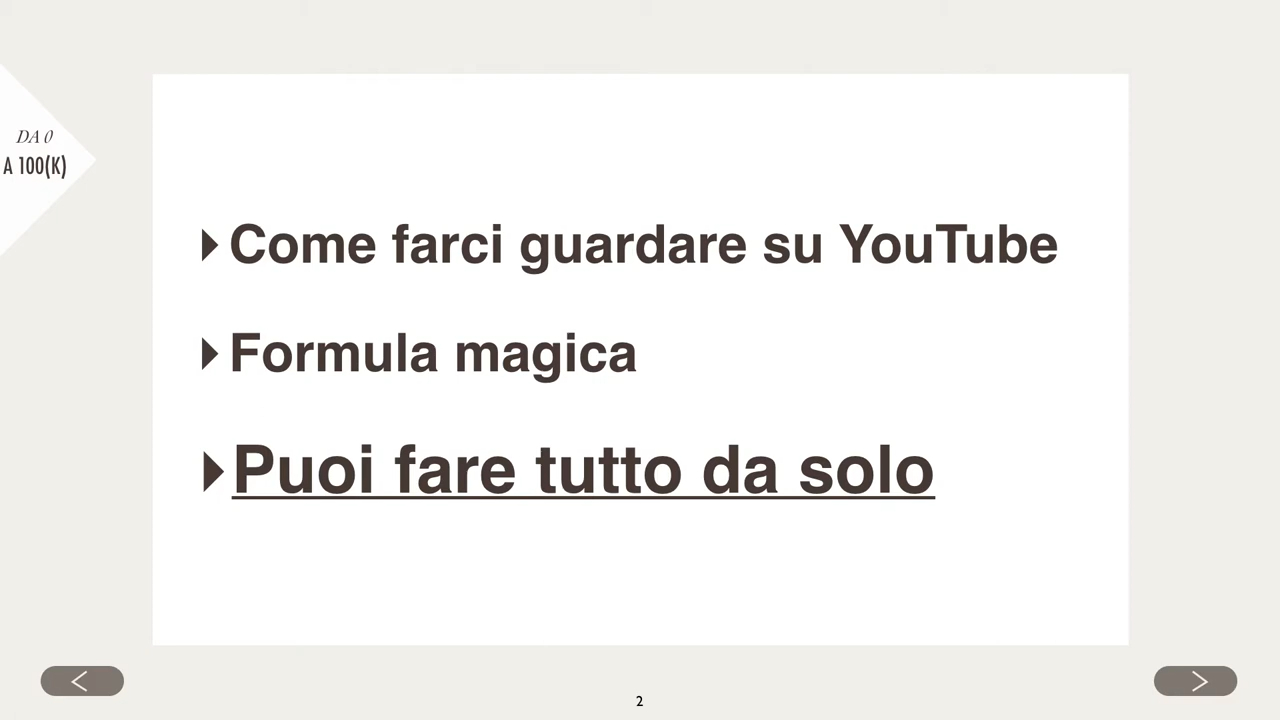 DA 0
A 100(K)
Come farci guardare su YouTube
Formula magica
Puoi fare tutto da solo
2